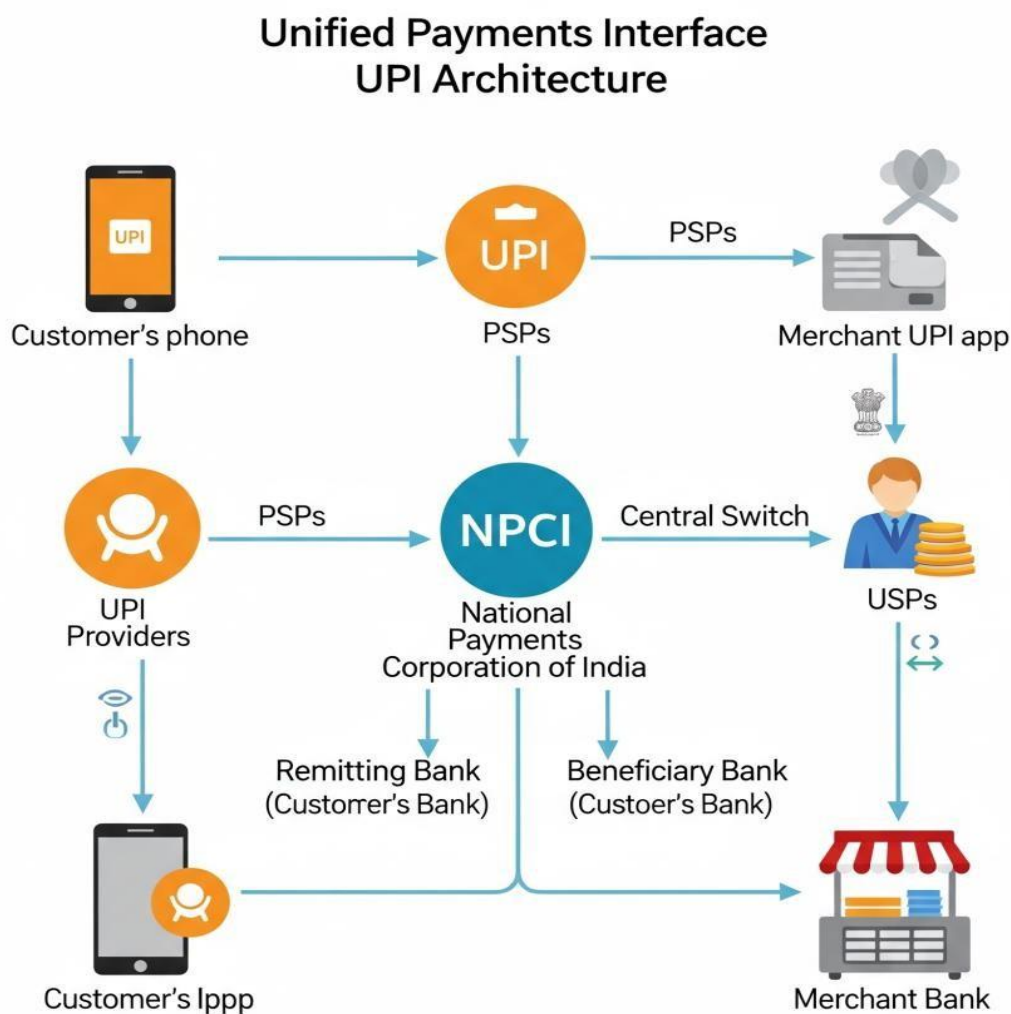 Unified Payments Interface
UPI Architecture
UPI
UPI
PSPs
Customer's phone
PSPs
Merchant UPI app
PSPs
NPCI
Central Switch
UPI
Providers
National
Payments
Corporation of India
USPs
Remitting Bank
(Custorrer's Bank)
Beneficiary Bank
(Custoer's Bank)
Customer's Ippp
Merchant Bank